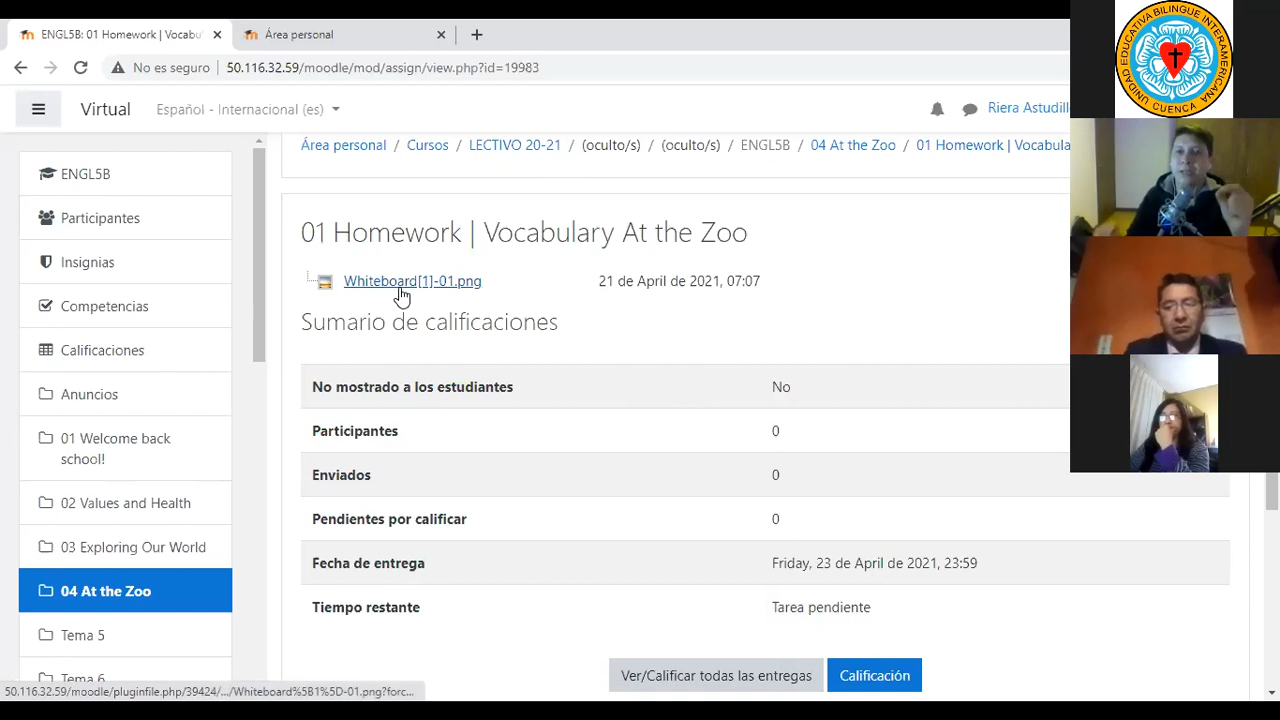 ENGL5B: 01 Homework | Vocabu
Área personal
No es seguro
50.116.32.59/moodle/mod/assign/view.php?id=19983
Virtual
Español - Internacional (es)
Riera Astudill
Área personal / Cursos / LECTIVO 20-21 / (oculto/s) / (oculto/s) / ENGL5B / 04 At the Zoo / 01 Homework | Vocabula
ENGL5B
Participantes
Insignias
Competencias
Calificaciones
Anuncios
01 Welcome back
school!
02 Values and Health
03 Exploring Our World
04 At the Zoo
Tema 5
Tema 6
01 Homework | Vocabulary At the Zoo
Whiteboard[1]-01.png 21 de April de 2021, 07:07
Sumario de calificaciones
No mostrado a los estudiantes No
Participantes 0
Enviados 0
Pendientes por calificar 0
Fecha de entrega Friday, 23 de April de 2021, 23:59
Tiempo restante Tarea pendiente
Ver/Calificar todas las entregas Calificación
50.116.32.59/moodle/pluginfile.php/39424/.../Whiteboard%5B1%5D-01.png?forc...
UNIDAD EDUCATIVA BILINGUE INTERAMERICANA
CUENCA